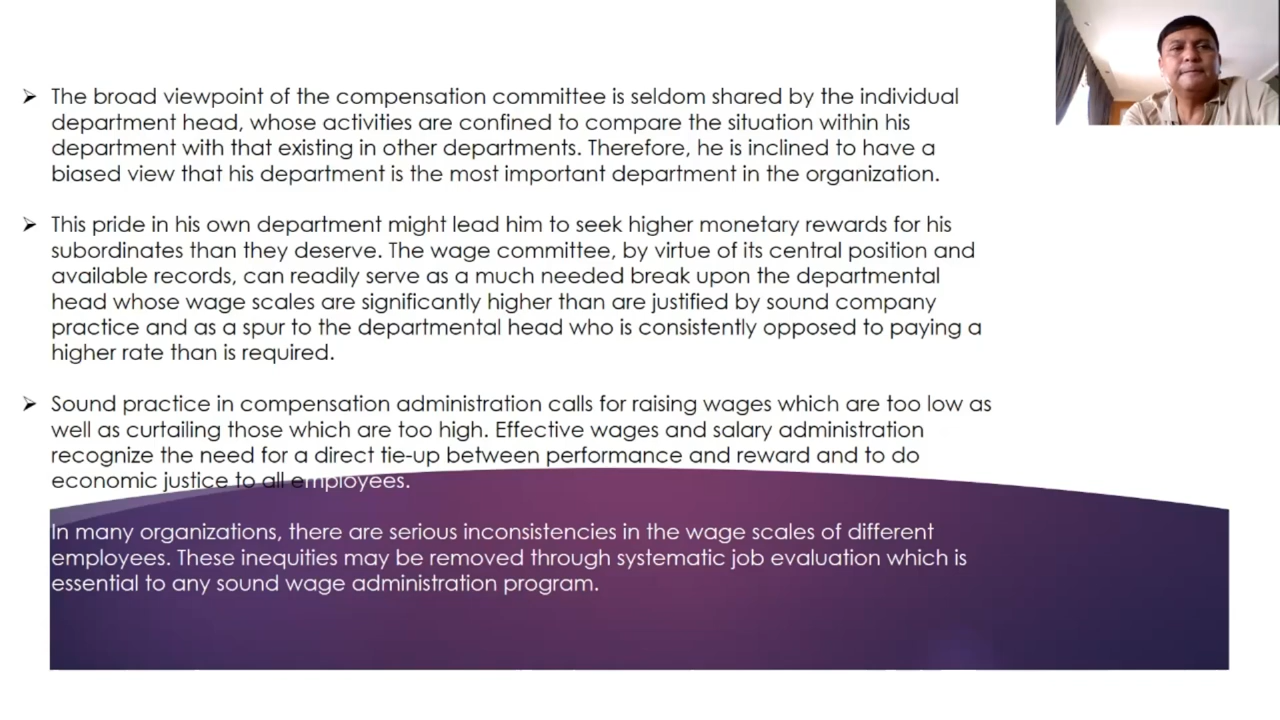 The broad viewpoint of the compensation committee is seldom shared by the individual
department head, whose activities are confined to compare the situation within his
department with that existing in other departments. Therefore, he is inclined to have a
biased view that his department is the most important department in the organization.
This pride in his own department might lead him to seek higher monetary rewards for his
subordinates than they deserve. The wage committee, by virtue of its central position and
available records, can readily serve as a much needed break upon the departmental
head whose wage scales are significantly higher than are justified by sound company
practice and as a spur to the departmental head who is consistently opposed to paying a
higher rate than is required.
Sound practice in compensation administration calls for raising wages which are too low as
well as curtailing those which are too high. Effective wages and salary administration
recognize the need for a direct tie-up between performance and reward and to do
economic justice to all employees.
In many organizations, there are serious inconsistencies in the wage scales of different
employees. These inequities may be removed through systematic job evaluation which is
essential to any sound wage administration program.